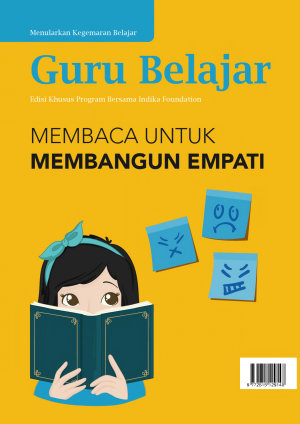 Menularkan Kegemaran Belajar
Guru Belajar
Edisi Khusus Program Bersama Indika Foundation
MEMBACA UNTUK
MEMBANGUN EMPATI